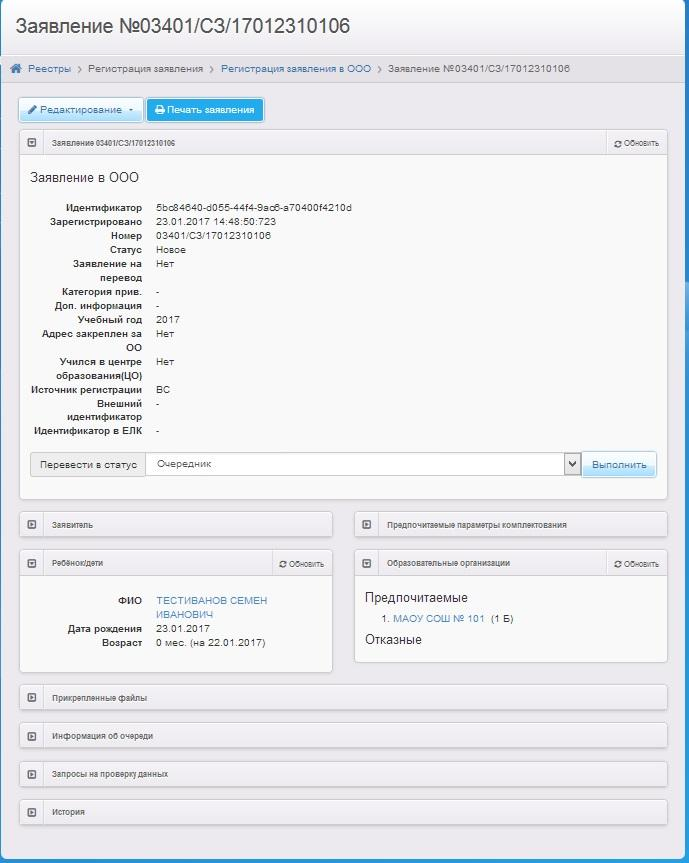 Заявление №03401/СЗ/17012310106
Реестры > Регистрация заявления > Регистрация заявления в ООО > Заявление №03401/СЗ/17012310106
Редактирование Печать заявления
Заявление 03401/СЗ/17012310106 Обновить
Заявление в ООО
Идентификатор 5bc84640-d055-44f4-9ac6-a70400f4210d
Зарегистрировано 23.01.2017 14:48:50:723
Номер 03401/СЗ/17012310106
Статус Новое
Заявление на Нет
перевод
Категория прив. -
Доп. информация -
Учебный год 2017
Адрес закреплен за Нет
ОО
Учился в центре Нет
образования(ЦО)
Источник регистрации ВС
Внешний -
идентификатор
Идентификатор в ЕЛК -
Перевести в статус Очередник Выполнить
Заявитель
Предпочитаемые параметры комплектования
Ребёнок/дети Обновить
ФИО ТЕСТИВАНОВ СЕМЕН
ИВАНОВИЧ
Дата рождения 23.01.2017
Возраст 0 мес. (на 22.01.2017)
Образовательные организации Обновить
Предпочитаемые
1. МАОУ СОШ № 101 (1 Б)
Отказные
Прикрепленные файлы
Информация об очереди
Запросы на проверку данных
История